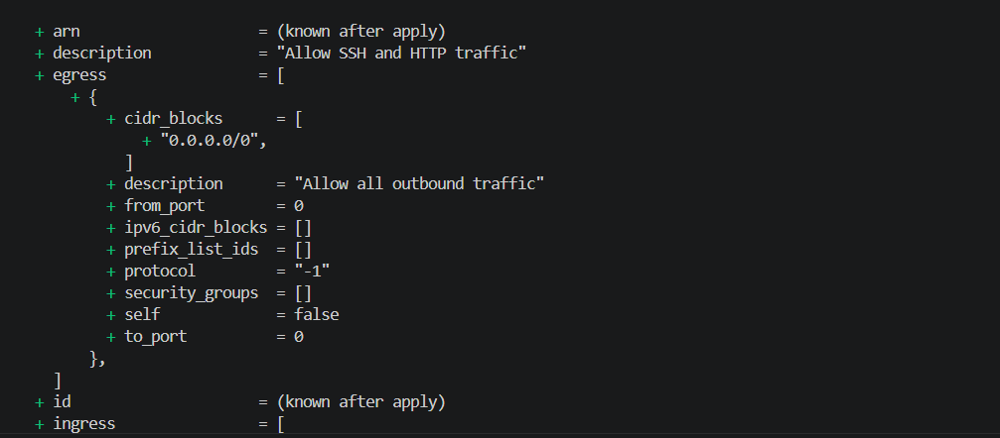 + arn                    = (known after apply)
+ description            = "Allow SSH and HTTP traffic"
+ egress                 = [
    + {
        + cidr_blocks      = [
            + "0.0.0.0/0",
          ]
        + description      = "Allow all outbound traffic"
        + from_port        = 0
        + ipv6_cidr_blocks = []
        + prefix_list_ids  = []
        + protocol         = "-1"
        + security_groups  = []
        + self             = false
        + to_port          = 0
      },
  ]
+ id                     = (known after apply)
+ ingress                = [